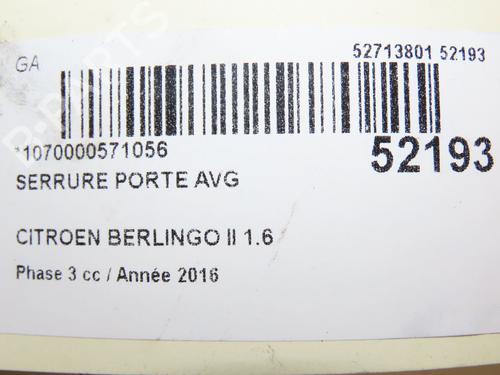 GA
52713801 52193
*1070000571056
52193
SERRURE PORTE AVG
CITROEN BERLINGO II 1.6
Phase 3 cc / Année 2016